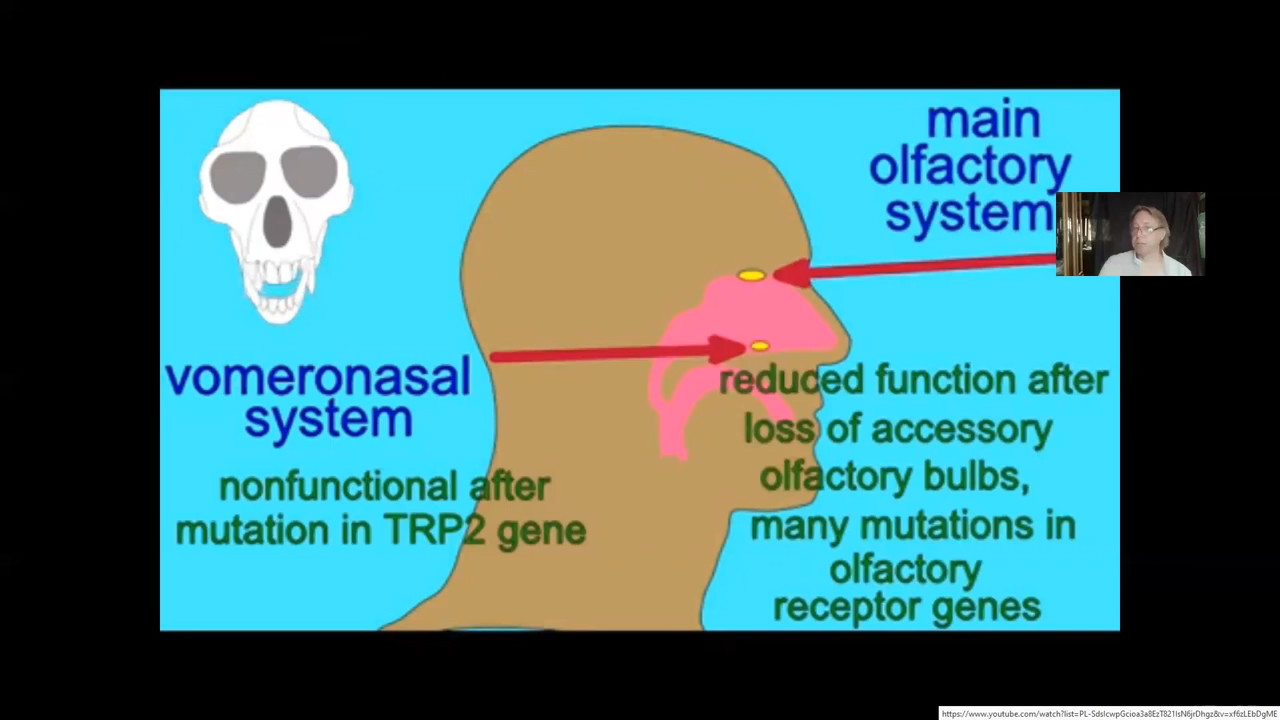 main
olfactory
system
vomeronasal
system
nonfunctional after
mutation in TRP2 gene
reduced function after
loss of accessory
olfactory bulbs,
many mutations in
olfactory
receptor genes